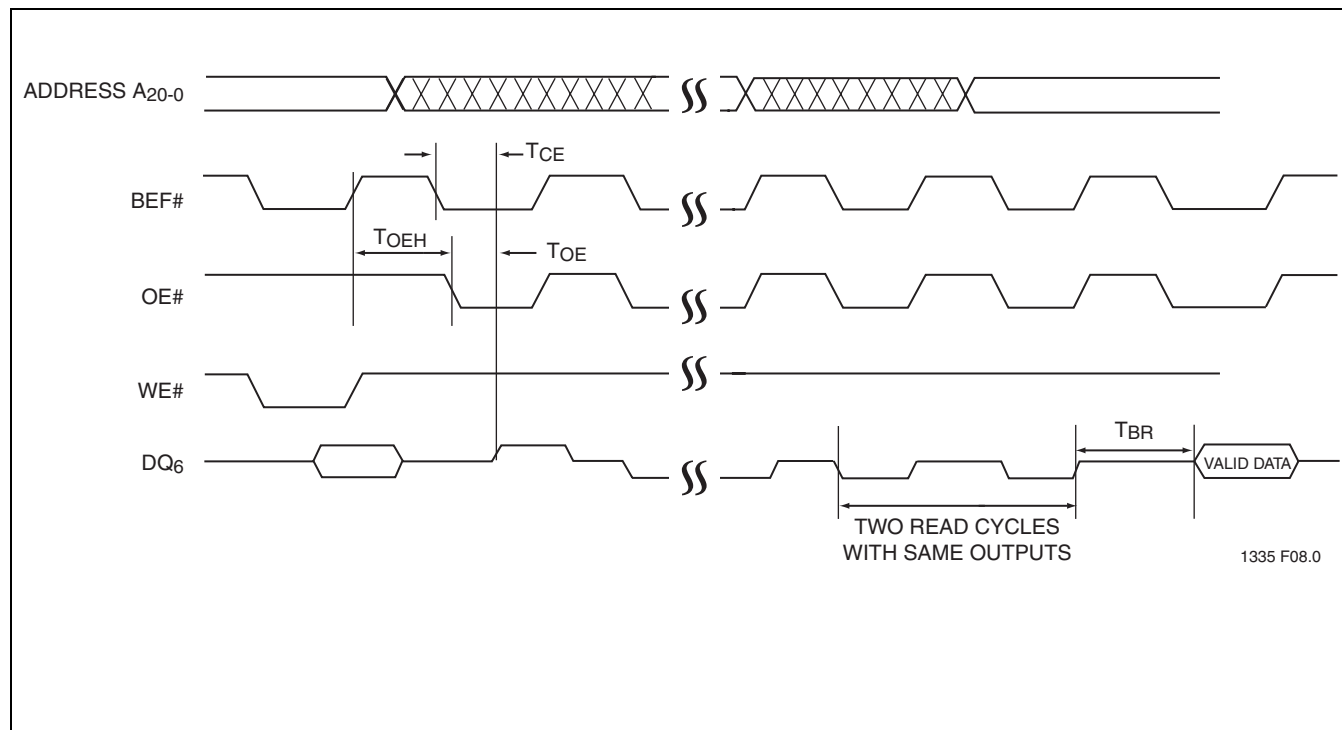 ADDRESS A20-0
TCE
BEF#
TOEH
TOE
OE#
WE#
TBR
DQ6
VALID DATA
TWO READ CYCLES
WITH SAME OUTPUTS
1335 F08.0